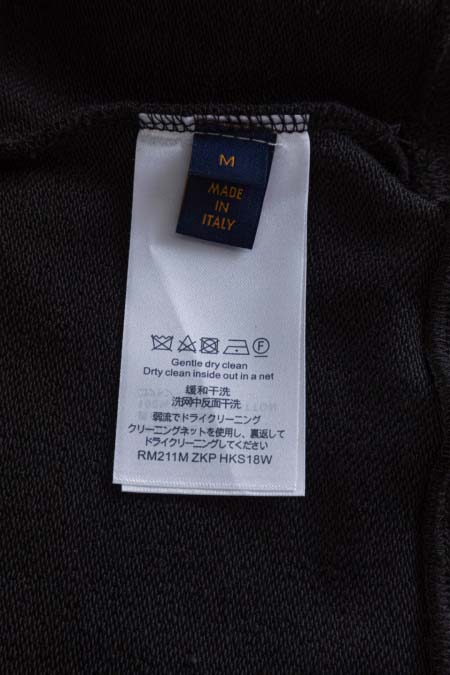 M
MADE
IN
ITALY
Gentle dry clean
Drty clean inside out in a net
缓和干洗
洗网中反面干洗
弱流でドライクリーニング
クリーニングネットを使用し、裏返して
ドライクリーニングしてください
RM211M ZKP HKS18W